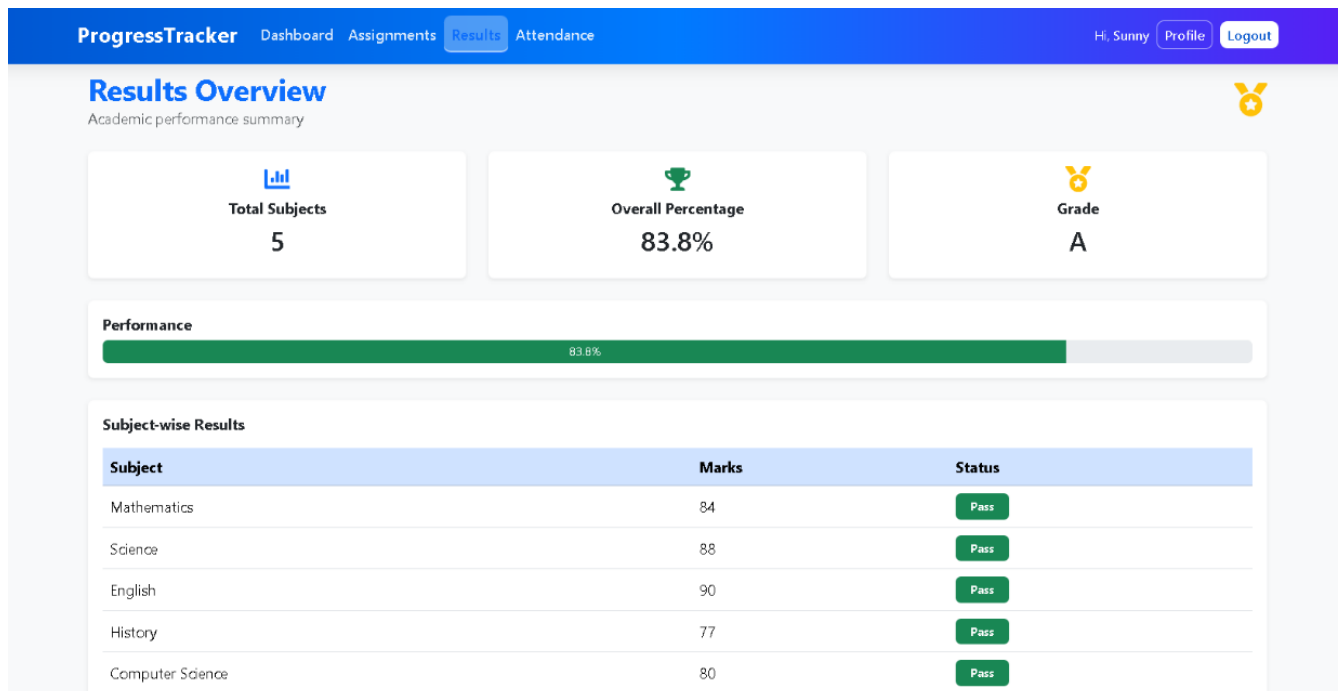 ProgressTracker Dashboard Assignments Results Attendance Hi, Sunny Profile Logout
Results Overview
Academic performance summary
Total Subjects
5
Overall Percentage
83.8%
Grade
A
Performance
83.8%
Subject-wise Results
Subject Marks Status
Mathematics 84 Pass
Science 88 Pass
English 90 Pass
History 77 Pass
Computer Science 80 Pass